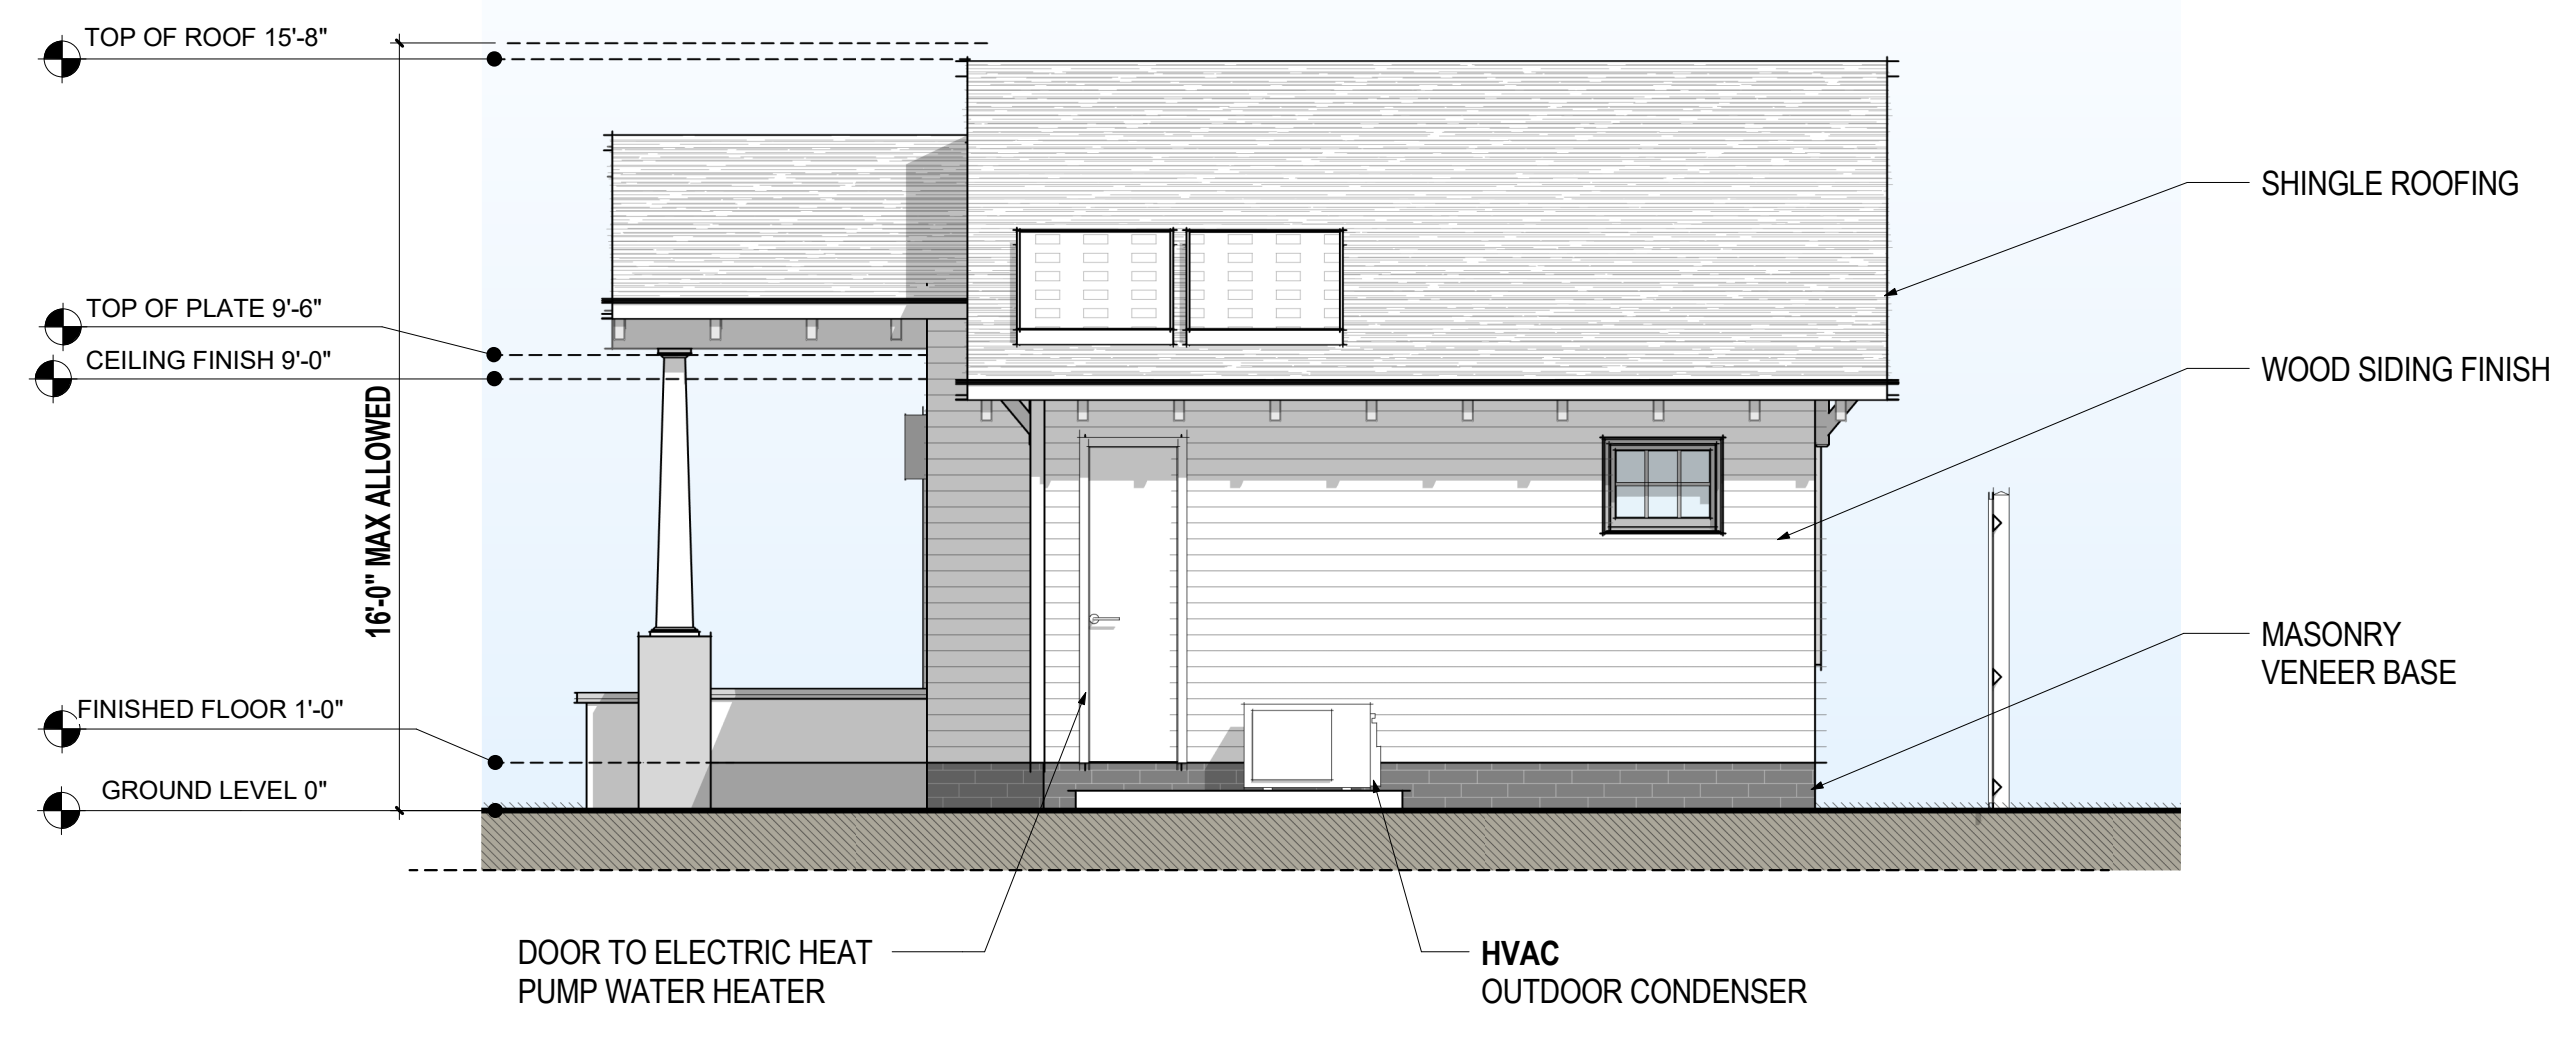 TOP OF ROOF 15'-8"
SHINGLE ROOFING
TOP OF PLATE 9'-6"
CEILING FINISH 9'-0"
WOOD SIDING FINISH
16'-0" MAX ALLOWED
MASONRY
VENEER BASE
FINISHED FLOOR 1'-0"
GROUND LEVEL 0"
DOOR TO ELECTRIC HEAT
PUMP WATER HEATER
HVAC
OUTDOOR CONDENSER